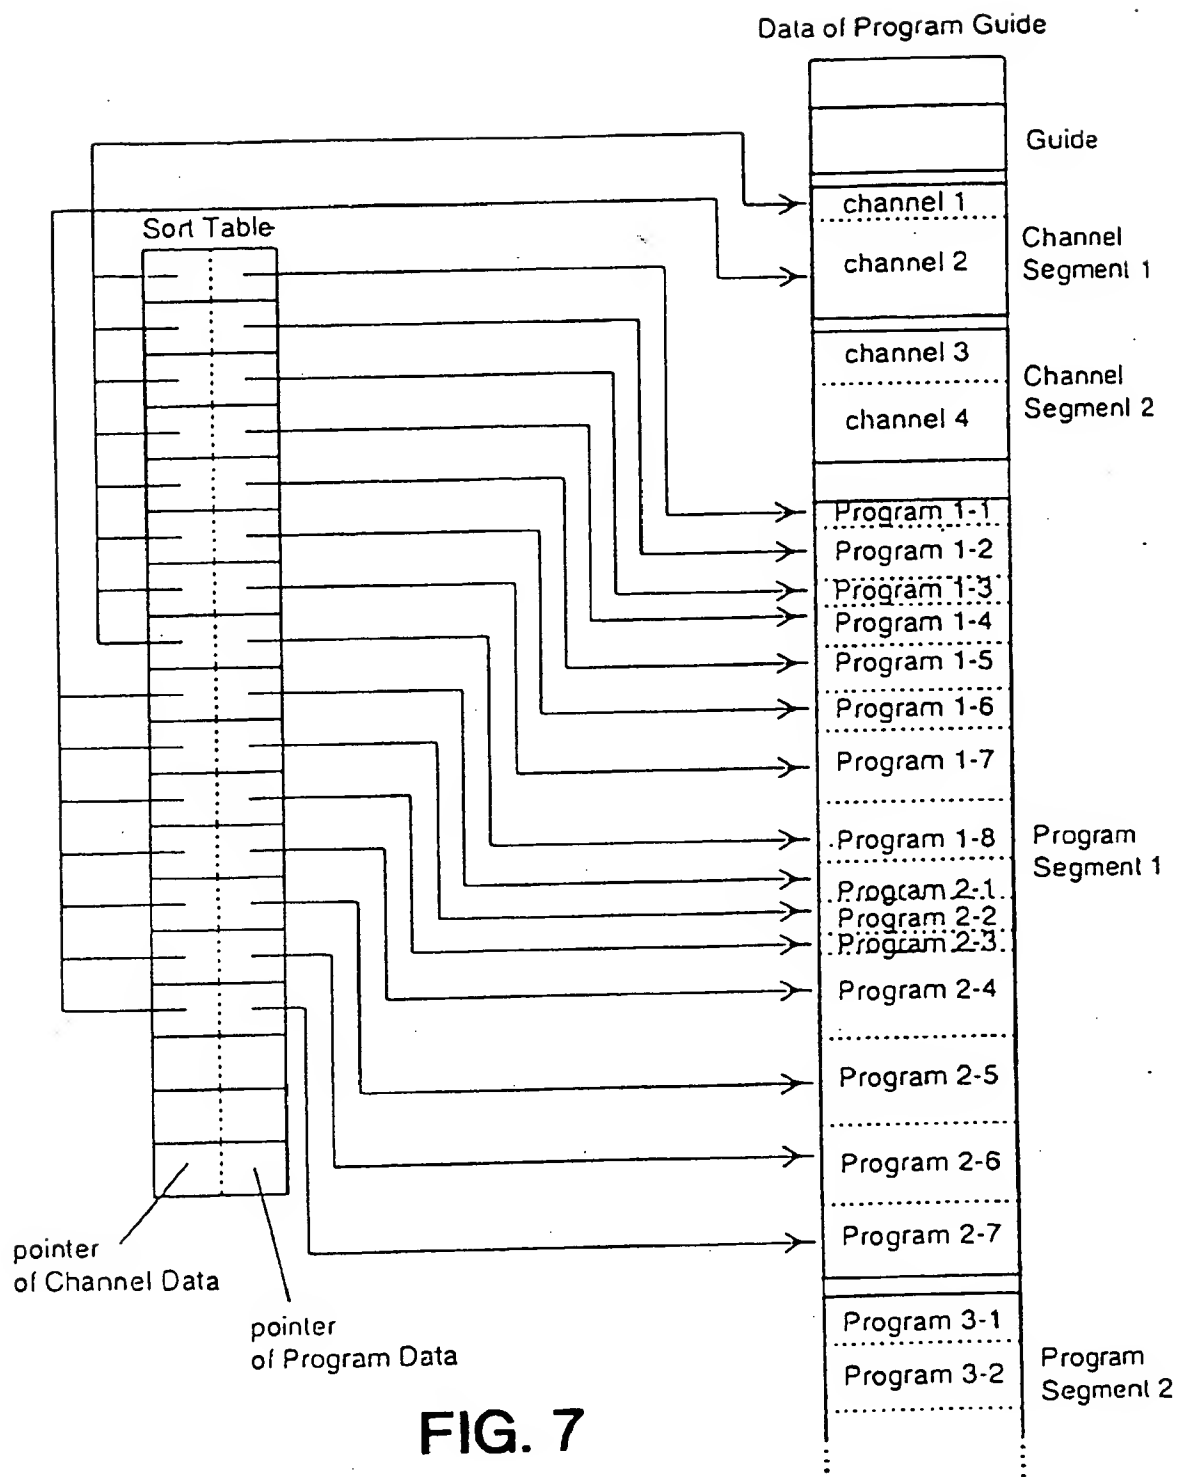 Data of Program Guide
Guide
channel 1
Sort Table
channel 2
Channel
Segment 1
channel 3
channel 4
Channel
Segment 2
Program 1-1
Program 1-2
Program 1-3
Program 1-4
Program 1-5
Program 1-6
Program 1-7
Program 1-8
Program
Segment 1
Program 2-1
Program 2-2
Program 2-3
Program 2-4
Program 2-5
Program 2-6
Program 2-7
pointer
of Channel Data
pointer
of Program Data
Program 3-1
Program 3-2
Program
Segment 2
FIG. 7